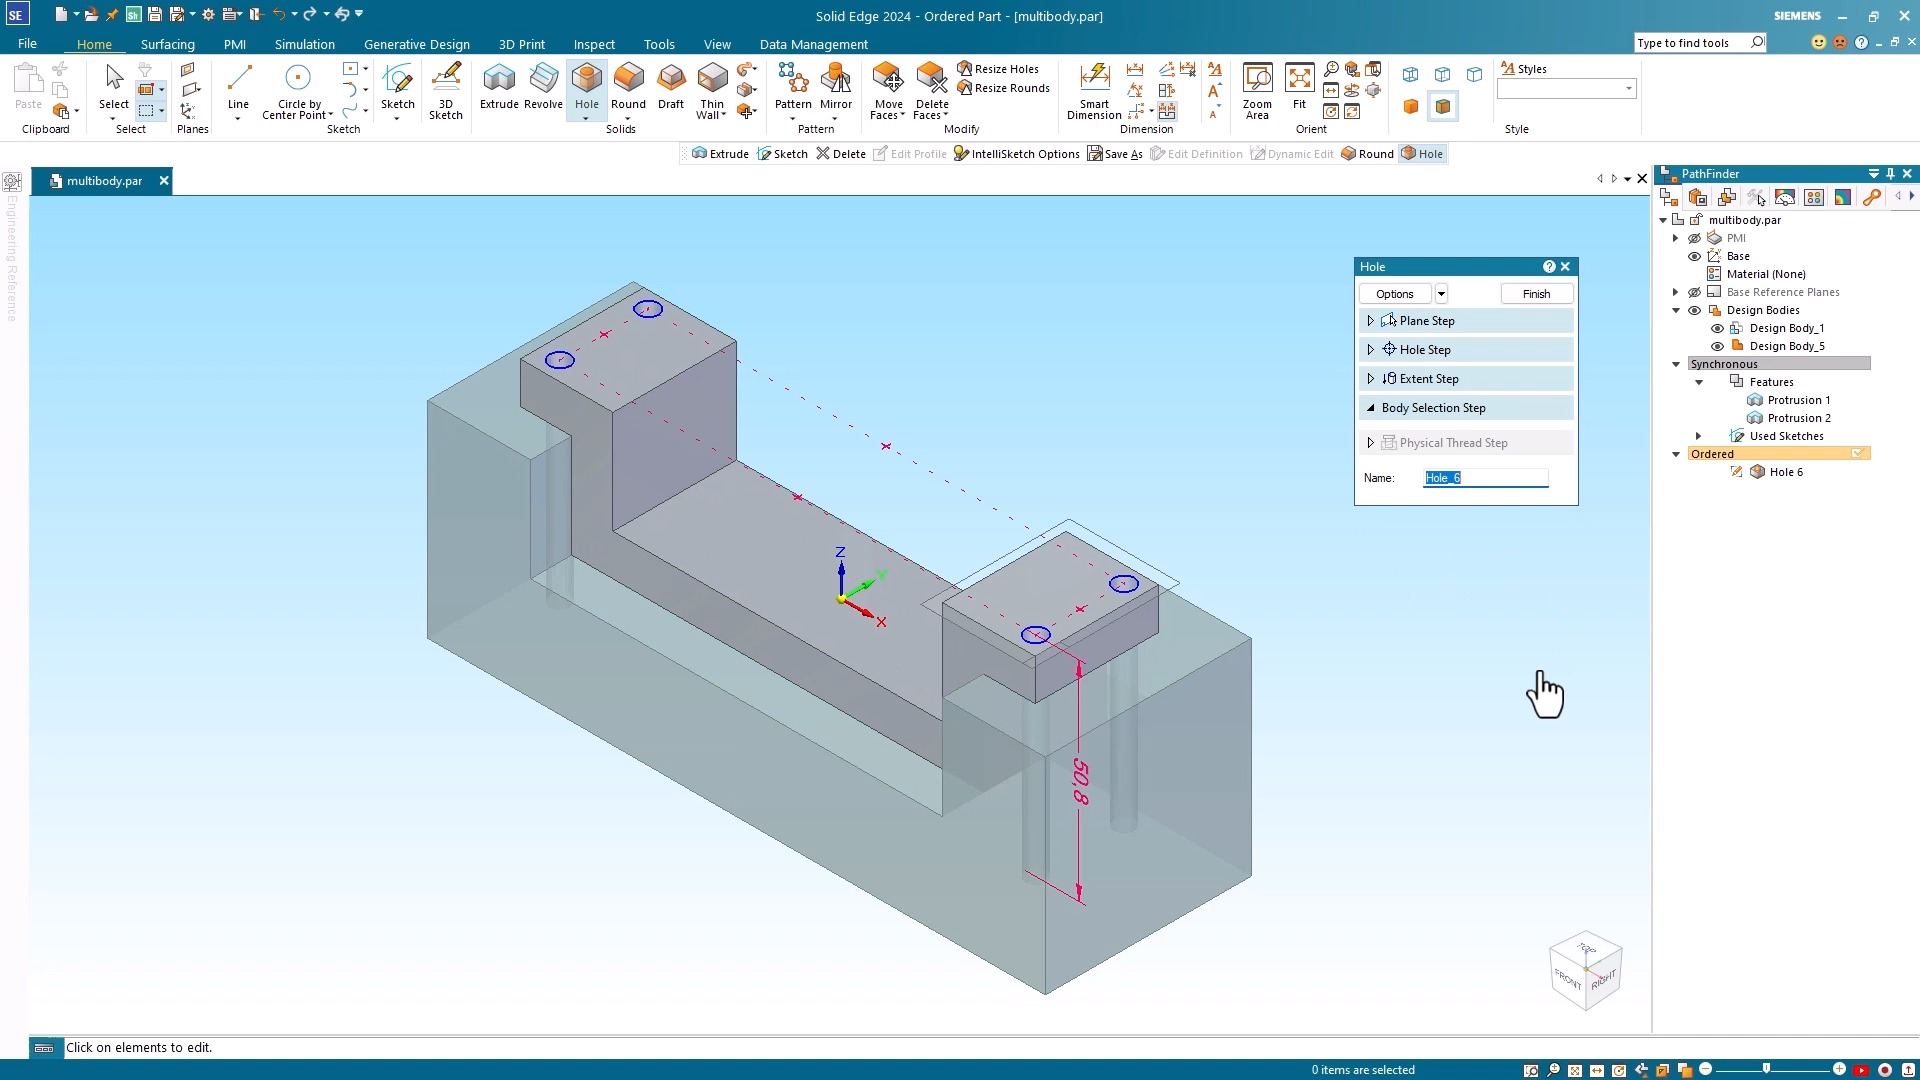 SE
Sh
Solid Edge 2024 - Ordered Part - [multibody.par]
SIEMENS
File
Home
Surfacing
PMI
Simulation
Generative Design
3D Print
Inspect
Tools
View
Data Management
Type to find tools
Paste
Clipboard
Select
Select
Planes
Line
Circle by
Center Point
Sketch
Sketch
3D
Sketch
Extrude
Revolve
Hole
Round
Draft
Thin
Wall
Solids
Pattern
Mirror
Pattern
Move
Faces
Delete
Faces
Resize Holes
Resize Rounds
Modify
Smart
Dimension
Dimension
Zoom
Area
Fit
Orient
Styles
Style
Extrude
Sketch
Delete
Edit Profile
IntelliSketch Options
Save As
Edit Definition
Dynamic Edit
Round
Hole
multibody.par
Engineering Reference
Hole
Options
Finish
Plane Step
Hole Step
Extent Step
Body Selection Step
Physical Thread Step
Name:
Hole_6
PathFinder
multibody.par
PMI
Base
Material (None)
Base Reference Planes
Design Bodies
Design Body_1
Design Body_5
Synchronous
Features
Protrusion 1
Protrusion 2
Used Sketches
Ordered
Hole 6
Z
Y
X
50,8
TOP
FRONT
RIGHT
Click on elements to edit.
0 items are selected